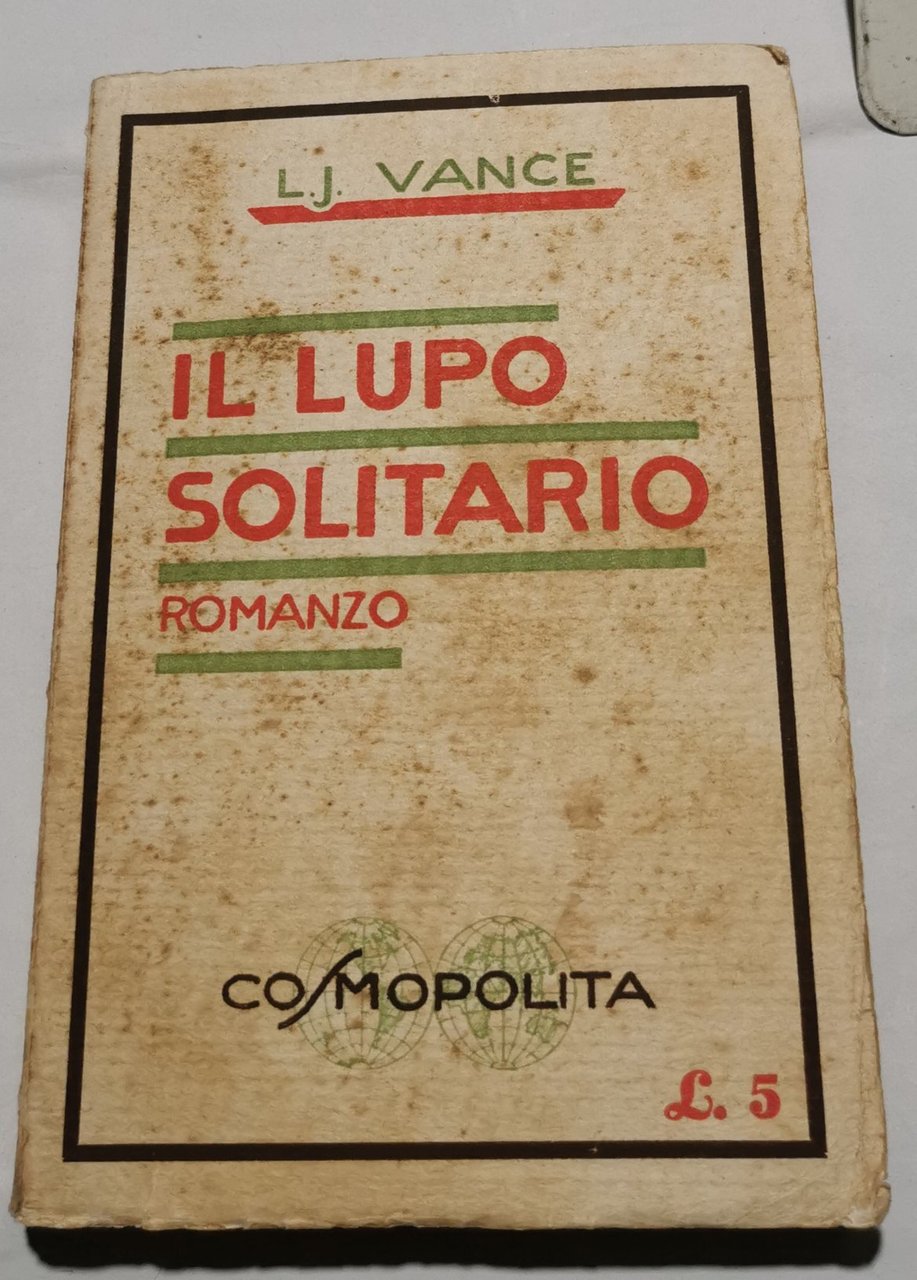 L.J. VANCE
IL LUPO
SOLITARIO
ROMANZO
COSMOPOLITA
£. 5